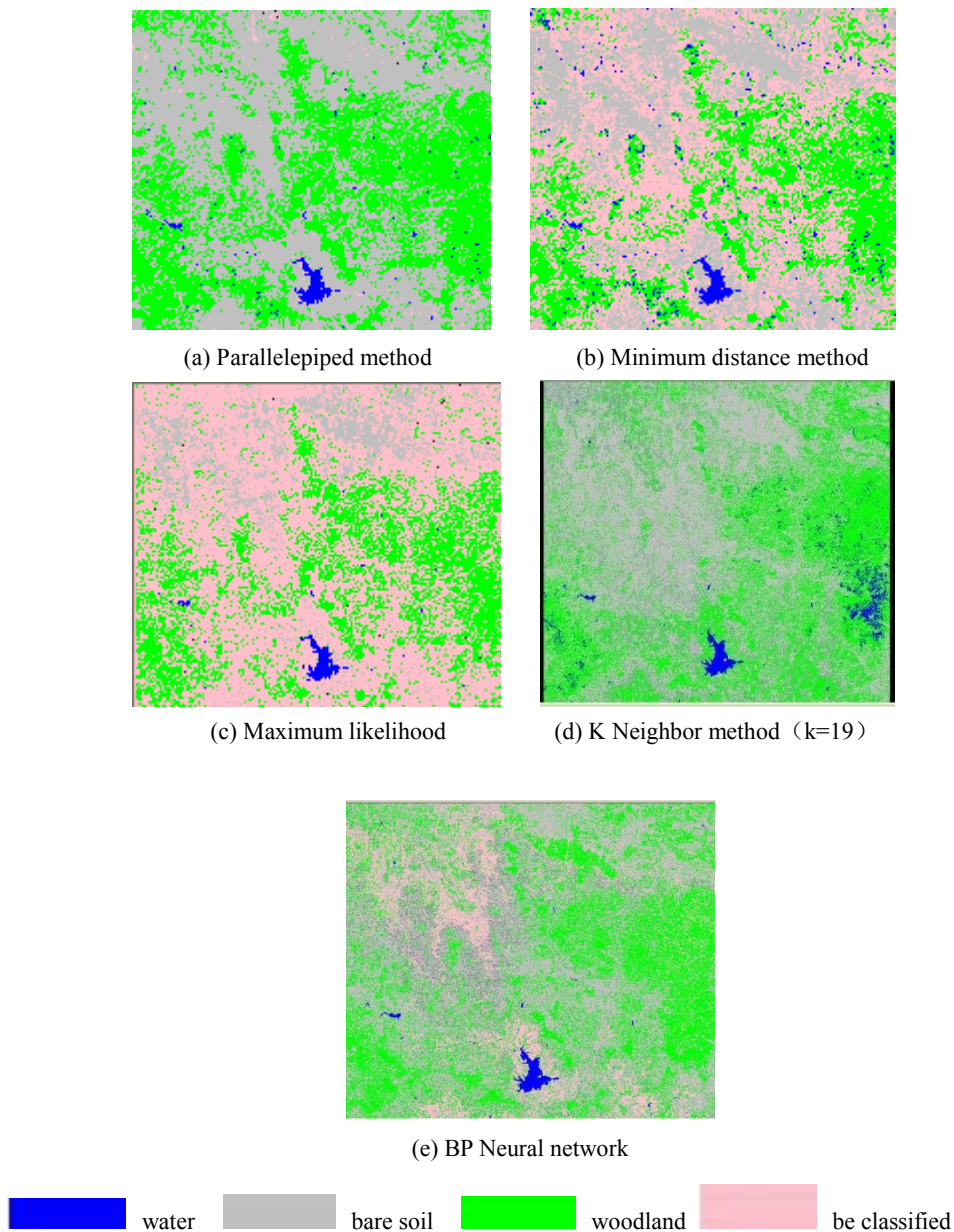 (a) Parallelepiped method
(b) Minimum distance method
(c) Maximum likelihood
(d) K Neighbor method（k=19）
(e) BP Neural network
water bare soil woodland be classified